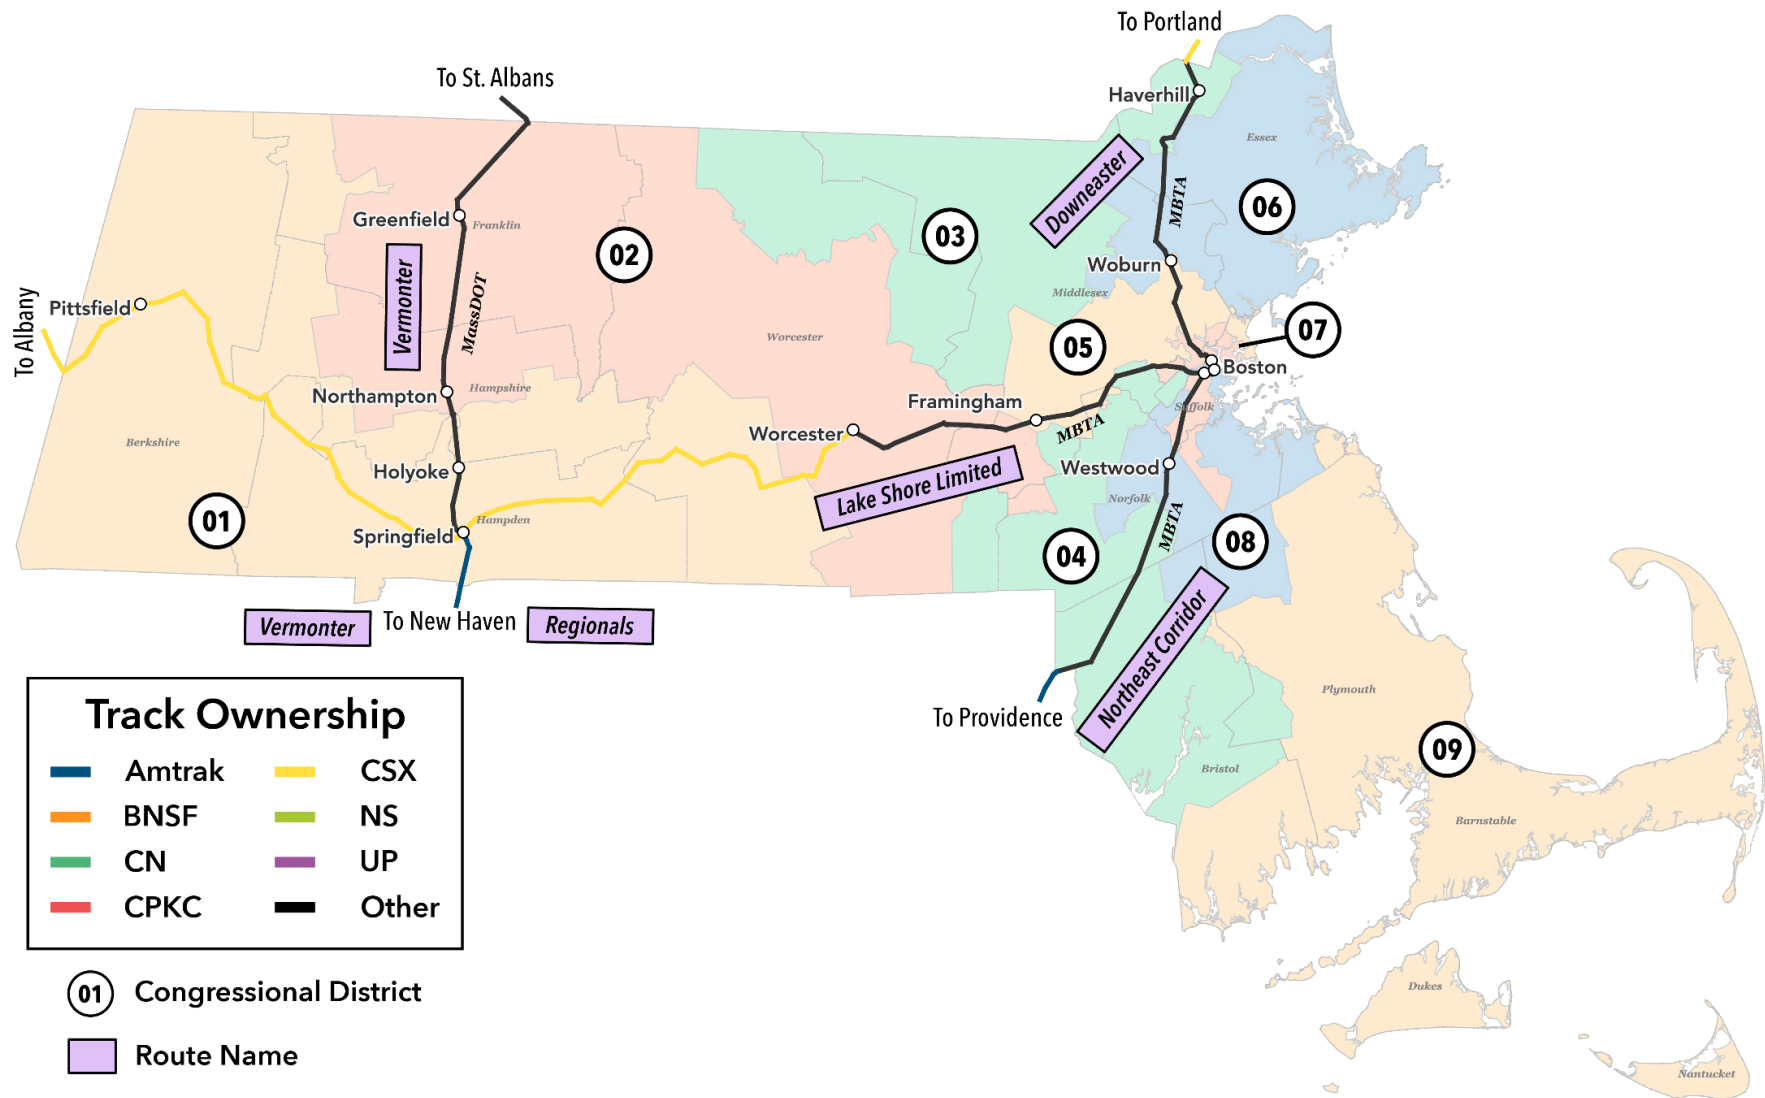 To Portland
To St. Albans
Haverhill
Essex
Downeaster
MBTA
06
Greenfield
Franklin
02
03
Woburn
Middlesex
Vermonter
MassDOT
To Albany
Pittsfield
Worcester
05
07
Boston
Northampton
Hampshire
Framingham
Suffolk
MBTA
Worcester
Berkshire
Holyoke
Lake Shore Limited
Westwood
Norfolk
01
Hampden
Springfield
MBTA
04
08
Vermonter
To New Haven
Regionals
Northeast Corridor
To Providence
Plymouth
09
Bristol
Barnstable
Dukes
Nantucket
Track Ownership
Amtrak
CSX
BNSF
NS
CN
UP
CPKC
Other
01
Congressional District
Route Name